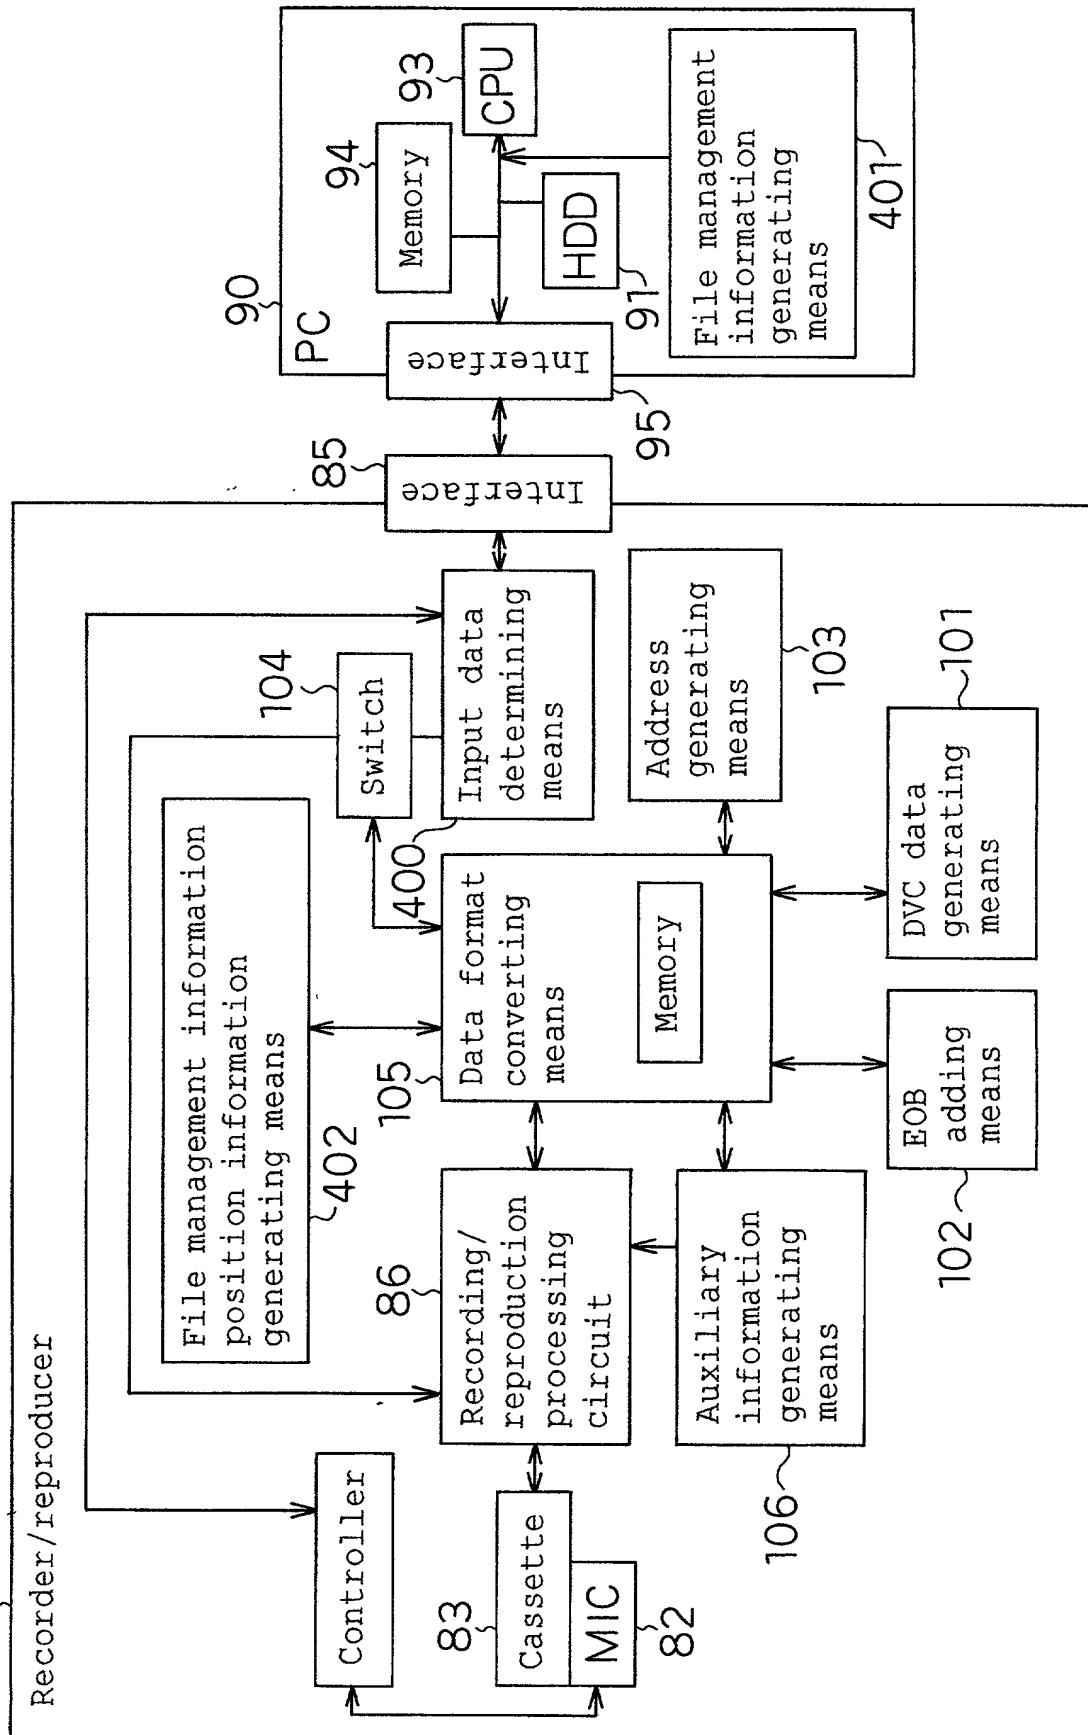 Recorder/reproducer
Controller
83
Cassette
MIC
82
File management information
position information
generating means
402
86
Recording/
reproduction
processing
circuit
Auxiliary
information
generating
means
106
105
Data format
converting
means
Memory
EOB
adding
means
102
DVC data
generating
means
101
Address
generating
means
103
104
Switch
400
Input data
determining
means
85
Interface
90
PC
Interface
95
94
Memory
93
CPU
HDD
91
File management
information
generating
means
401